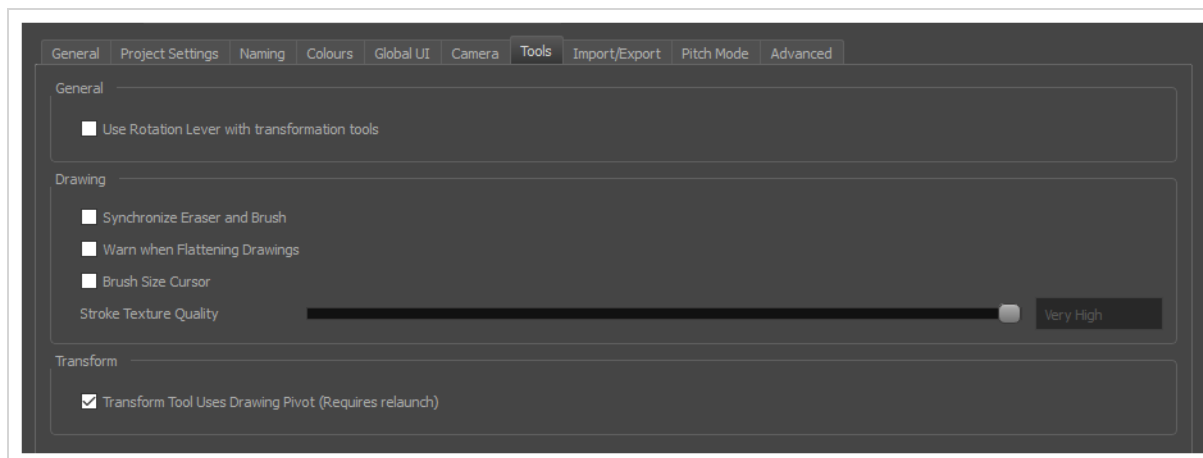 General Project Settings Naming Colours Global UI Camera Tools Import/Export Pitch Mode Advanced
General
Use Rotation Lever with transformation tools
Drawing
Synchronize Eraser and Brush
Warn when Flattening Drawings
Brush Size Cursor
Stroke Texture Quality Very High
Transform
Transform Tool Uses Drawing Pivot (Requires relaunch)